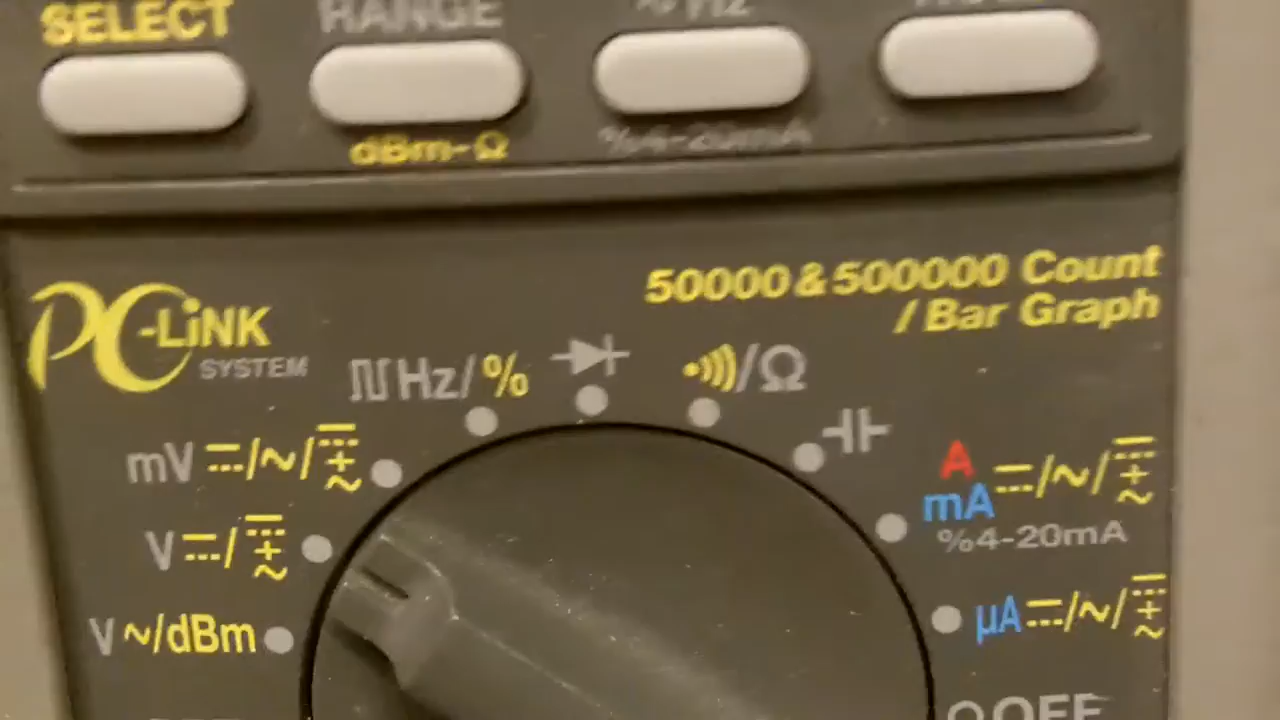 SELECT RANGE % Hz
dBm-Ω %4-20mA
50000 & 500000 Count
/ Bar Graph
PC-LiNK
SYSTEM
Hz/%
/Ω
mV
V
V~/dBm
A
mA
%4-20mA
µA
OFF